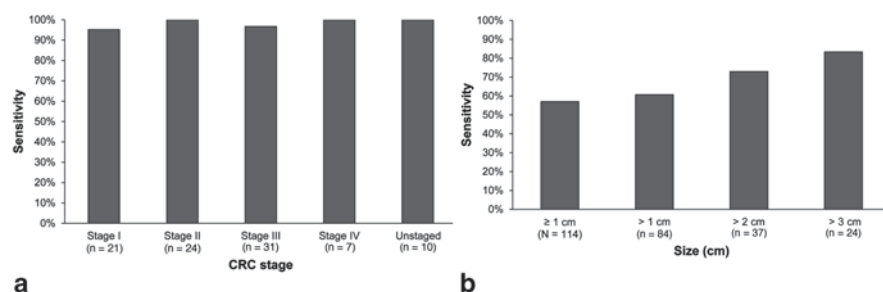 100%
90%
80%
70%
60%
50%
40%
30%
20%
10%
0%
Sensitivity
Stage I
(n = 21)
Stage II
(n = 24)
Stage III
(n = 31)
Stage IV
(n = 7)
Unstaged
(n = 10)
CRC stage
a
100%
90%
80%
70%
60%
50%
40%
30%
20%
10%
0%
Sensitivity
≥ 1 cm
(N = 114)
> 1 cm
(n = 84)
> 2 cm
(n = 37)
> 3 cm
(n = 24)
Size (cm)
b